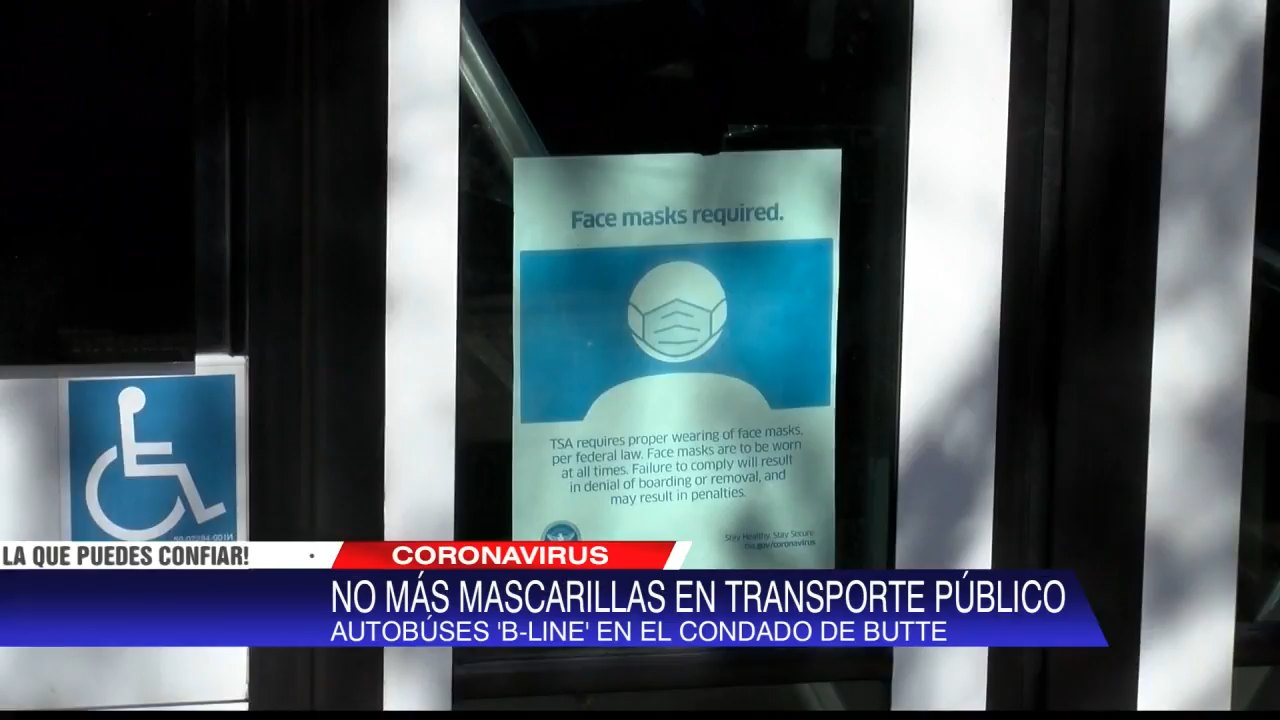 Face masks required.
TSA requires proper wearing of face masks,
per federal law. Face masks are to be worn
at all times. Failure to comply will result
in denial of boarding or removal, and
may result in penalties.
Stay Healthy. Stay Secure.
tsa.gov/coronavirus
LA QUE PUEDES CONFIAR!
CORONAVIRUS
NO MÁS MASCARILLAS EN TRANSPORTE PÚBLICO
AUTOBÚSES 'B-LINE' EN EL CONDADO DE BUTTE